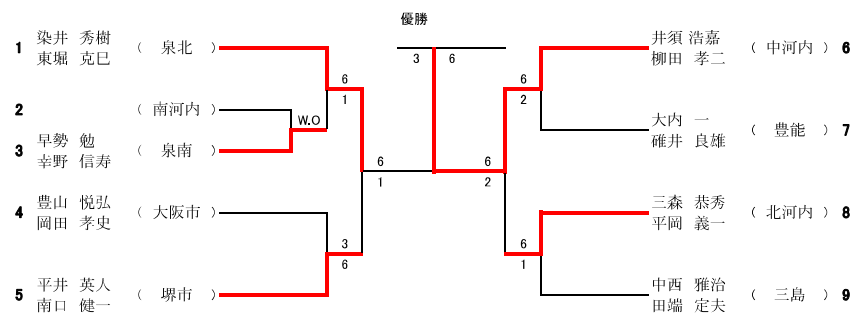 優勝
3 6
1 染井 秀樹 ( 泉北 )
東堀 克巳
2 ( 南河内 )
W.O
3 早勢 勉 ( 泉南 )
幸野 信寿
6
1
4 豊山 悦弘 ( 大阪市 )
岡田 孝史
5 平井 英人 ( 堺市 )
南口 健一
3
6
6
1
井須 浩嘉 ( 中河内 ) 6
柳田 孝二
大内 一 ( 豊能 ) 7
碓井 良雄
6
2
三森 恭秀 ( 北河内 ) 8
平岡 義一
中西 雅治 ( 三島 ) 9
田端 定夫
6
1
6
2